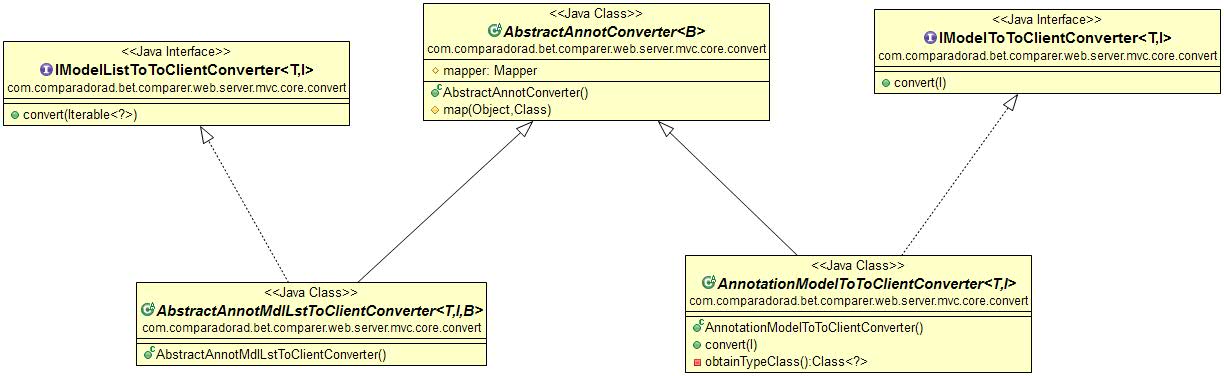 <<Java Interface>>
IModelListToToClientConverter<T,I>
com.comparadorad.bet.comparer.web.server.mvc.core.convert
convert(Iterable<?>)
<<Java Class>>
AbstractAnnotConverter<B>
com.comparadorad.bet.comparer.web.server.mvc.core.convert
mapper: Mapper
AbstractAnnotConverter()
map(Object,Class)
<<Java Interface>>
IModelToToClientConverter<T,I>
com.comparadorad.bet.comparer.web.server.mvc.core.convert
convert(I)
<<Java Class>>
AbstractAnnotMdlLstToClientConverter<T,I,B>
com.comparadorad.bet.comparer.web.server.mvc.core.convert
AbstractAnnotMdlLstToClientConverter()
<<Java Class>>
AnnotationModelToToClientConverter<T,I>
com.comparadorad.bet.comparer.web.server.mvc.core.convert
AnnotationModelToToClientConverter()
convert(I)
obtainTypeClass():Class<?>